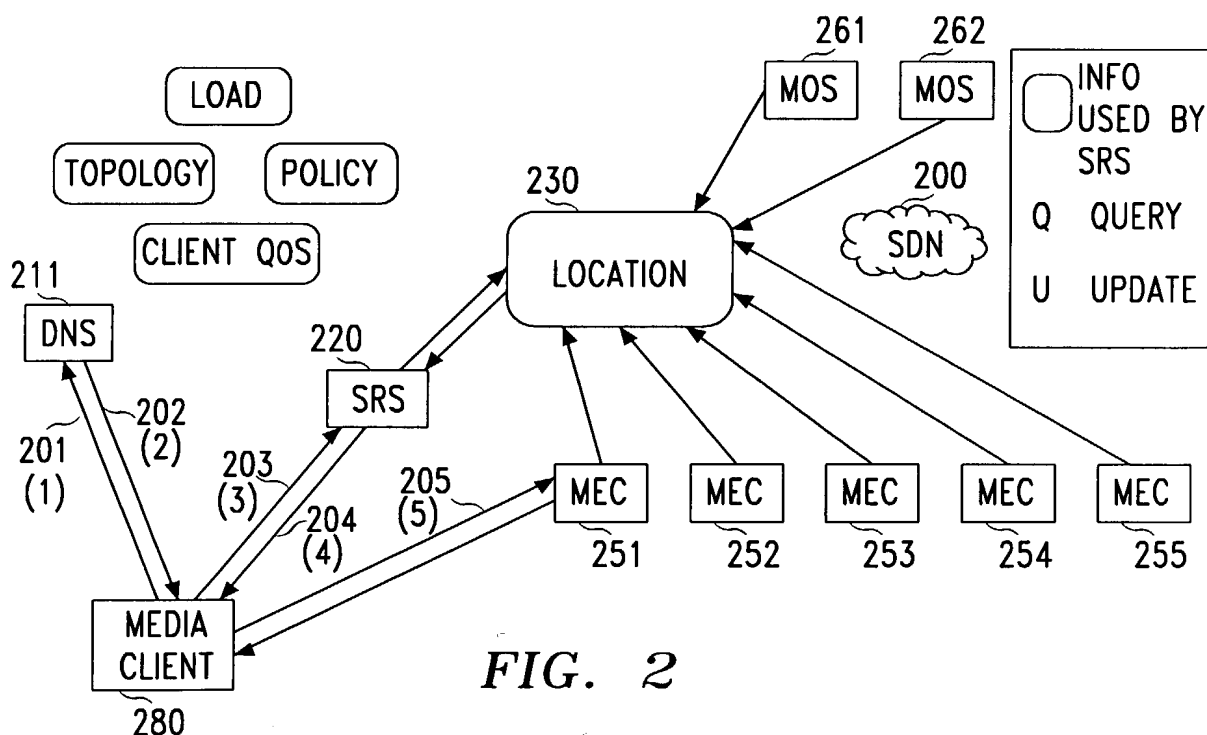 261
262
MOS
MOS
INFO
USED BY
SRS
Q QUERY
U UPDATE
LOAD
TOPOLOGY
POLICY
CLIENT QoS
230
LOCATION
200
SDN
211
DNS
220
SRS
201
(1)
202
(2)
203
(3)
204
(4)
205
(5)
MEC
MEC
MEC
MEC
MEC
251
252
253
254
255
MEDIA
CLIENT
280
FIG. 2